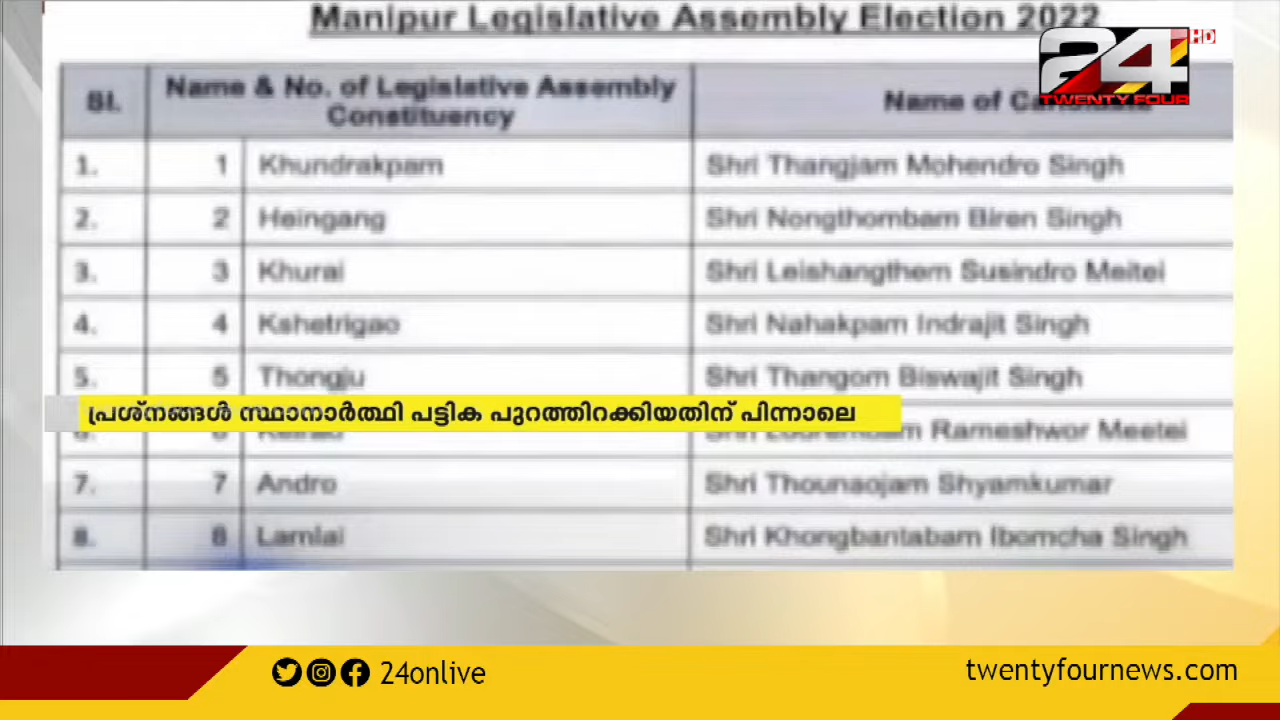 Manipur Legislative Assembly Election 2022
24 HD
TWENTY FOUR
Sl. Name & No. of Legislative Assembly Constituency Name of
1. 1 Khundrakpam Shri Thangjam Mohendro Singh
2. 2 Heingang Shri Nongthombam Biren Singh
3. 3 Khurai Shri Leishangthem Susindro Meitei
4. 4 Kshetrigao Shri Nahakpam Indrajit Singh
5. 5 Thongju Shri Thangom Biswajit Singh
പ്രശ്നങ്ങൾ സ്ഥാനാർത്ഥി പട്ടിക പുറത്തിറക്കിയതിന് പിന്നാലെ
Rameshwor Meetei
7. 7 Andro Shri Thounaojam Shyamkumar
8. 8 Lamlai Shri Khongbantabam Ibomcha Singh
24onlive
twentyfournews.com